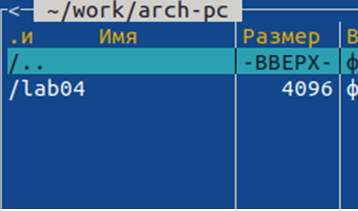 <- ~/work/arch-pc
.и Имя Размер В
/.. -ВВЕРХ- ф
/lab04 4096 ф